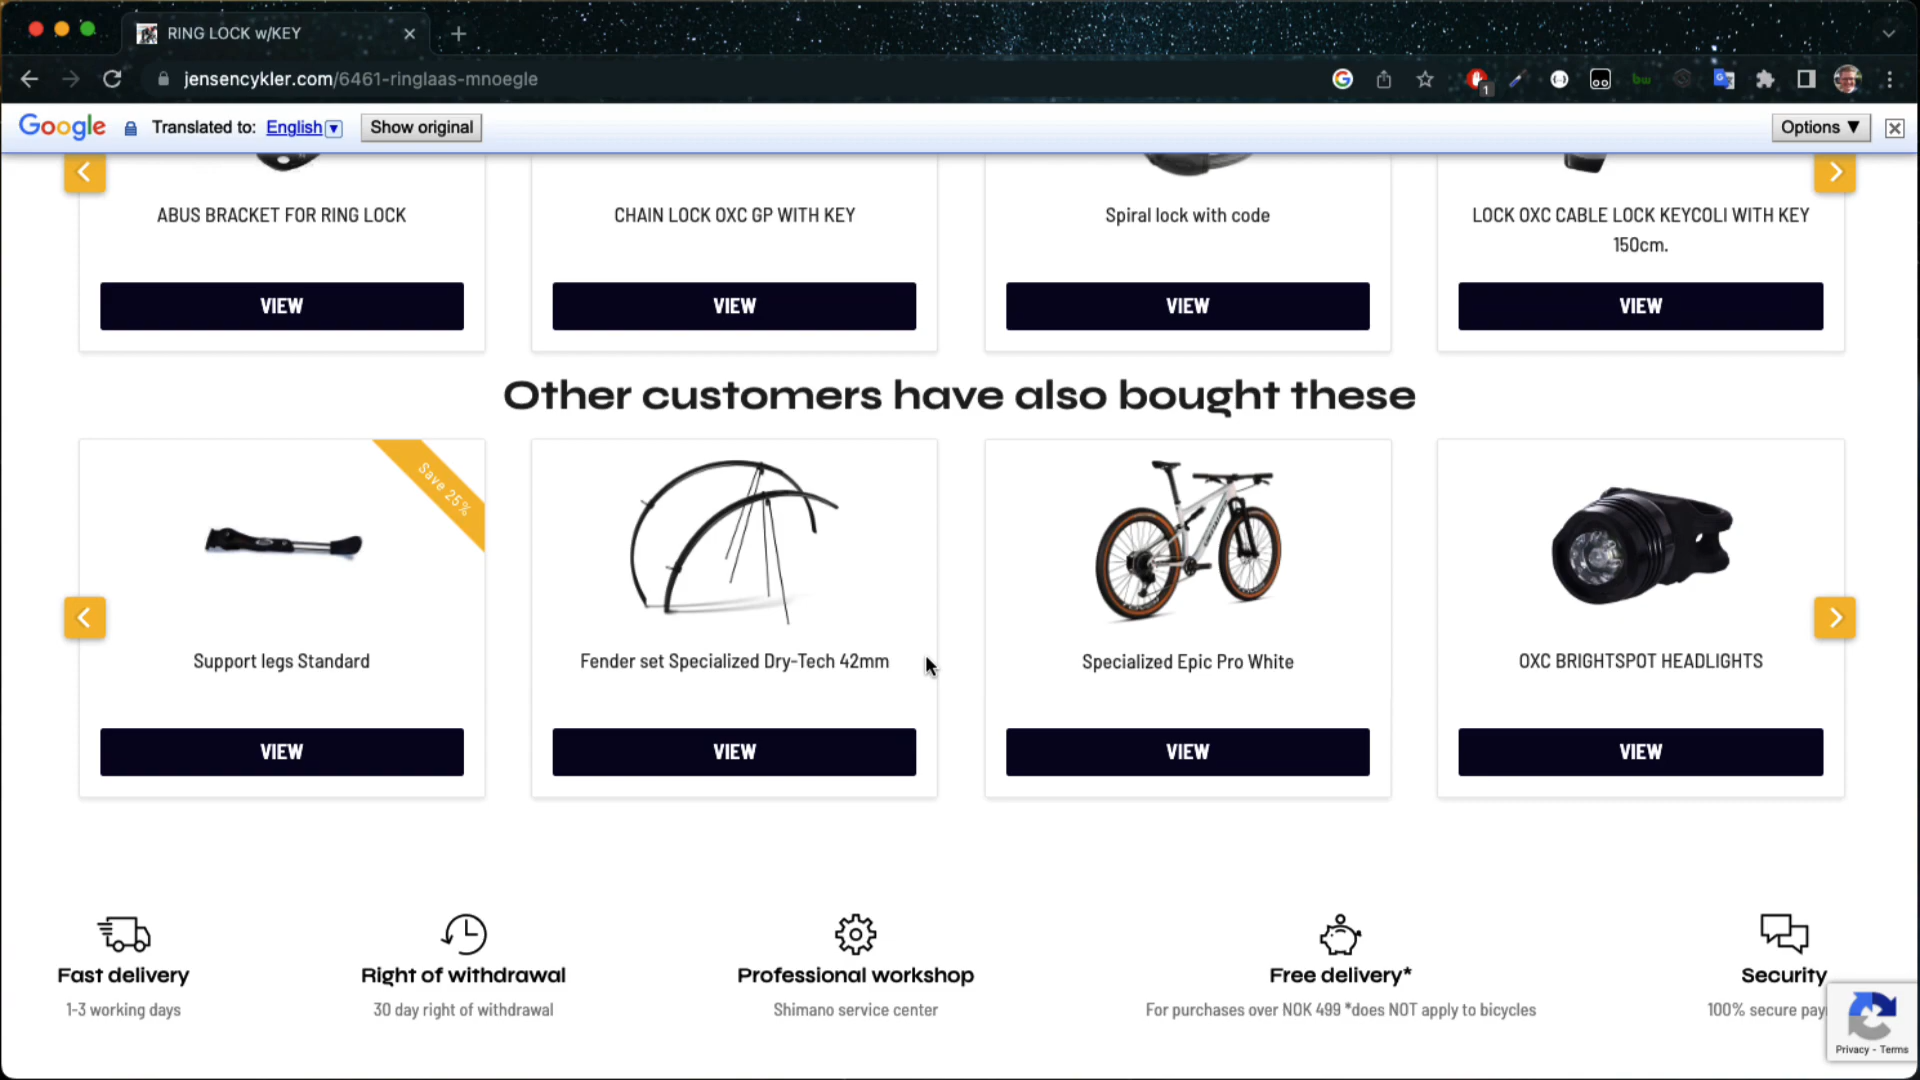 RING LOCK w/KEY
jensencykler.com/6461-ringlaas-mnoegle
1
bw
Google Translated to: English Show original Options ▼
ABUS BRACKET FOR RING LOCK
CHAIN LOCK OXC GP WITH KEY
Spiral lock with code
LOCK OXC CABLE LOCK KEYCOLI WITH KEY
150cm.
VIEW
VIEW
VIEW
VIEW
Other customers have also bought these
Save 25%
Support legs Standard
Fender set Specialized Dry-Tech 42mm
Specialized Epic Pro White
OXC BRIGHTSPOT HEADLIGHTS
VIEW
VIEW
VIEW
VIEW
Fast delivery
1-3 working days
Right of withdrawal
30 day right of withdrawal
Professional workshop
Shimano service center
Free delivery*
For purchases over NOK 499 *does NOT apply to bicycles
Security
100% secure pay
Privacy - Terms